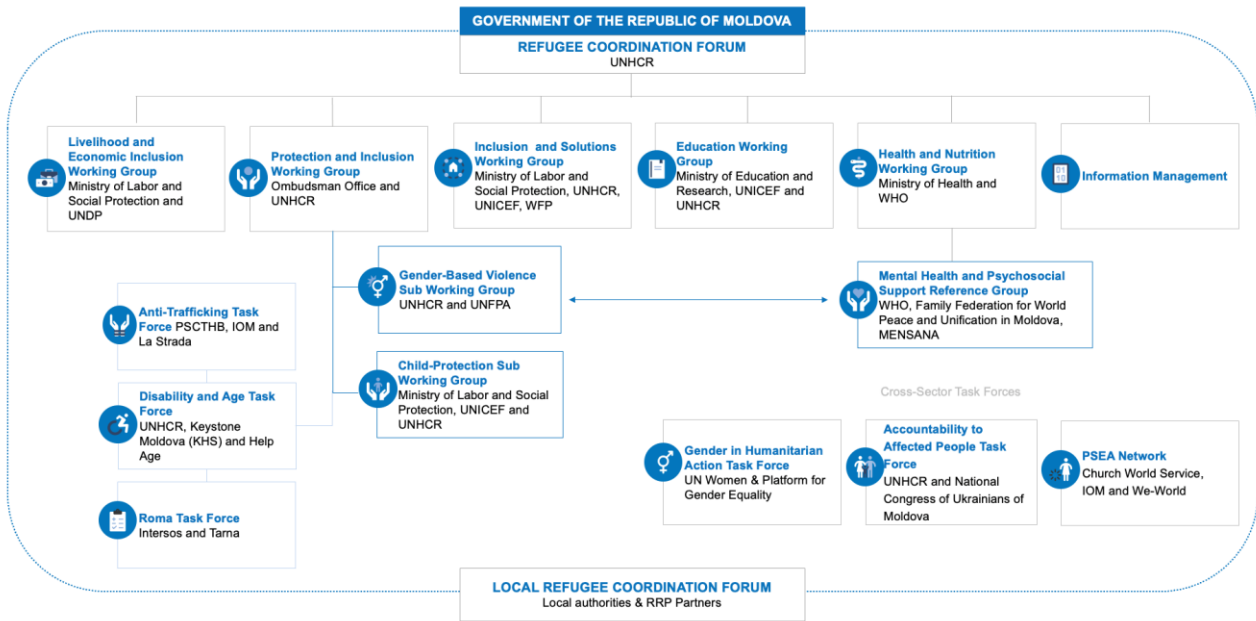 GOVERNMENT OF THE REPUBLIC OF MOLDOVA
REFUGEE COORDINATION FORUM
UNHCR
Livelihood and
Economic Inclusion
Working Group
Ministry of Labor and
Social Protection and
UNDP
Protection and Inclusion
Working Group
Ombudsman Office and
UNHCR
Inclusion and Solutions
Working Group
Ministry of Labor and
Social Protection, UNHCR,
UNICEF, WFP
Education Working
Group
Ministry of Education and
Research, UNICEF and
UNHCR
Health and Nutrition
Working Group
Ministry of Health and
WHO
01
10
Information Management
Gender-Based Violence
Sub Working Group
UNHCR and UNFPA
Mental Health and Psychosocial
Support Reference Group
WHO, Family Federation for World
Peace and Unification in Moldova,
MENSANA
Anti-Trafficking Task
Force PSCTHB, IOM and
La Strada
Child-Protection Sub
Working Group
Ministry of Labor and Social
Protection, UNICEF and
UNHCR
Disability and Age Task
Force
UNHCR, Keystone
Moldova (KHS) and Help
Age
Roma Task Force
Intersos and Tarna
Cross-Sector Task Forces
Gender in Humanitarian
Action Task Force
UN Women & Platform for
Gender Equality
Accountability to
Affected People Task
Force
UNHCR and National
Congress of Ukrainians of
Moldova
PSEA Network
Church World Service,
IOM and We-World
LOCAL REFUGEE COORDINATION FORUM
Local authorities & RRP Partners